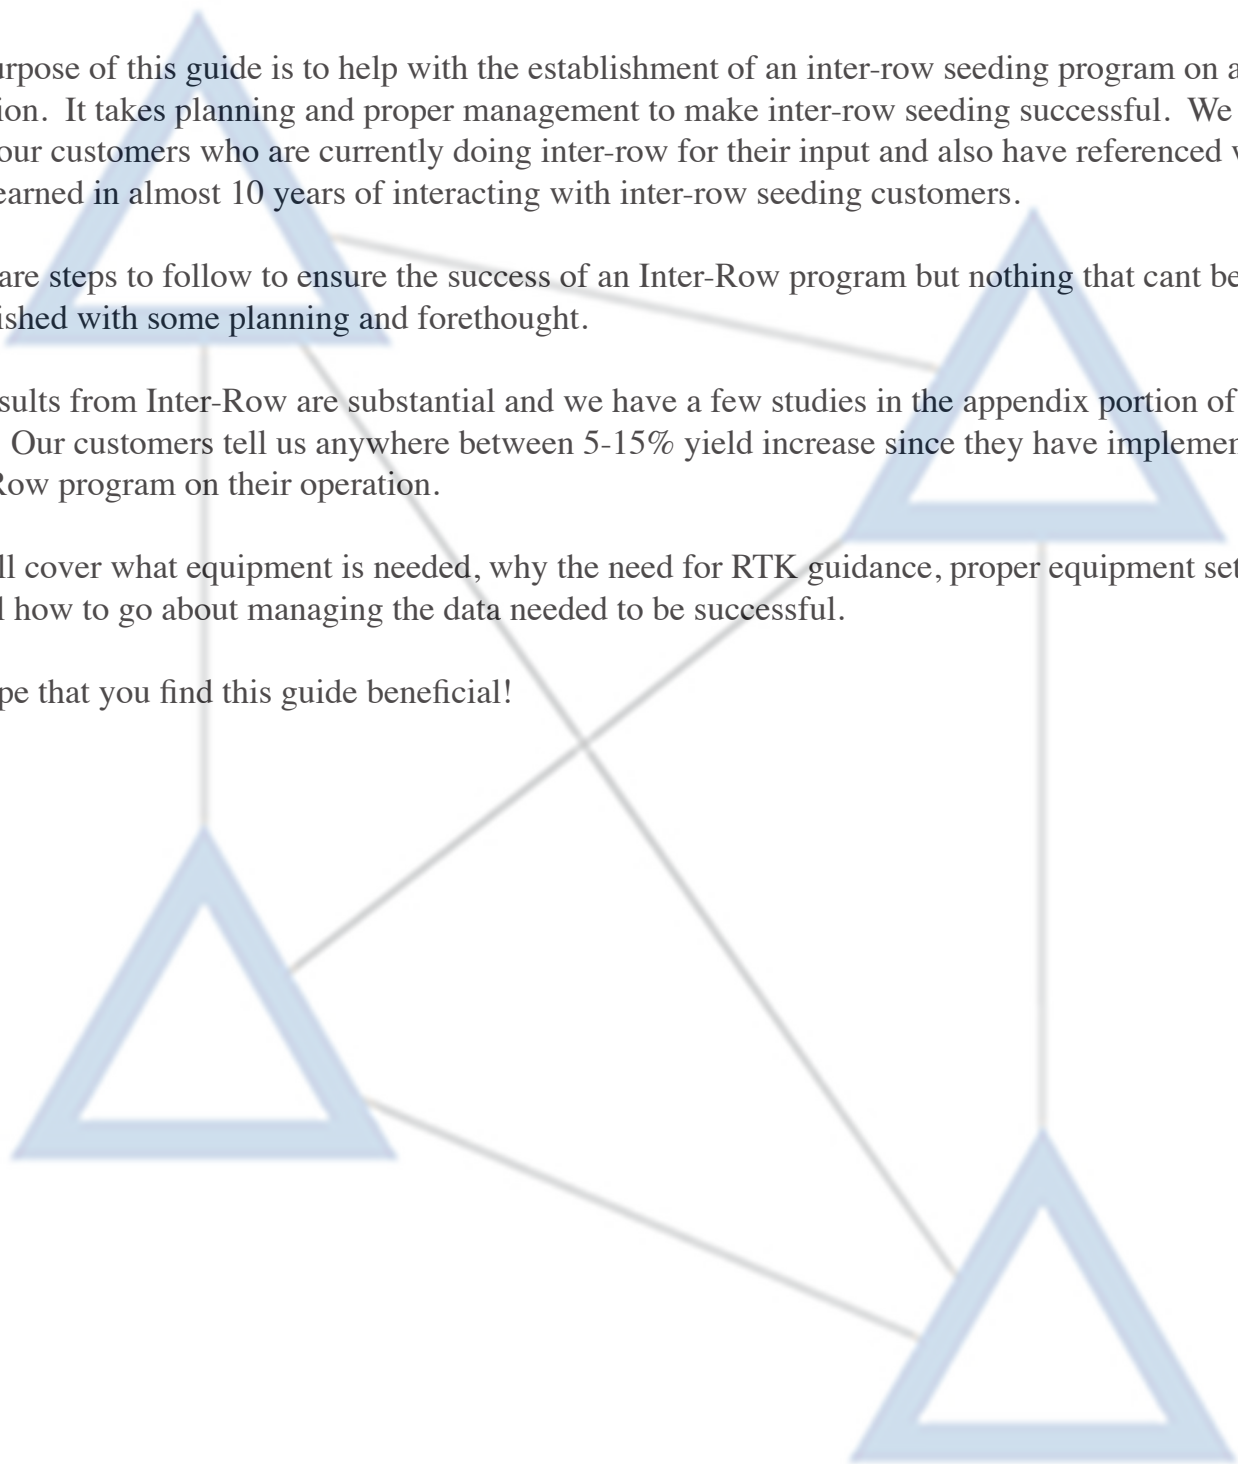 urpose of this guide is to help with the establishment of an inter-row seeding program on a
ion. It takes planning and proper management to make inter-row seeding successful. We
our customers who are currently doing inter-row for their input and also have referenced w
earned in almost 10 years of interacting with inter-row seeding customers.
are steps to follow to ensure the success of an Inter-Row program but nothing that cant be
ished with some planning and forethought.
sults from Inter-Row are substantial and we have a few studies in the appendix portion of
Our customers tell us anywhere between 5-15% yield increase since they have implemen
Row program on their operation.
ll cover what equipment is needed, why the need for RTK guidance, proper equipment set
how to go about managing the data needed to be successful.
pe that you find this guide beneficial!